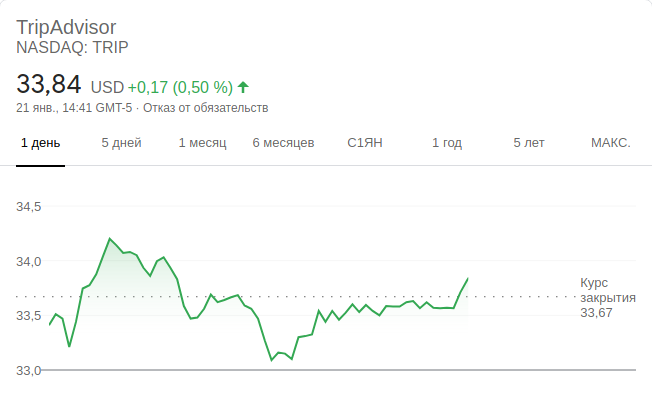 TripAdvisor
NASDAQ: TRIP
33,84 USD +0,17 (0,50 %)
21 янв., 14:41 GMT-5 · Отказ от обязательств
1 день 5 дней 1 месяц 6 месяцев С1ЯН 1 год 5 лет МАКС.
34,5
34,0
33,5
33,0
Курс
закрытия
33,67